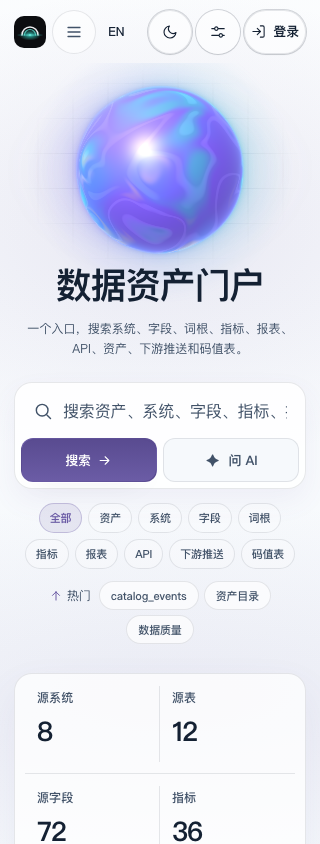 EN
登录
数据资产门户
一个入口，搜索系统、字段、词根、指标、报表、
API、资产、下游推送和码值表。
搜索资产、系统、字段、指标、
搜索 →
问 AI
全部 资产 系统 字段 词根
指标 报表 API 下游推送 码值表
↑ 热门 catalog_events 资产目录
数据质量
源系统 源表
8 12
源字段 指标
72 36